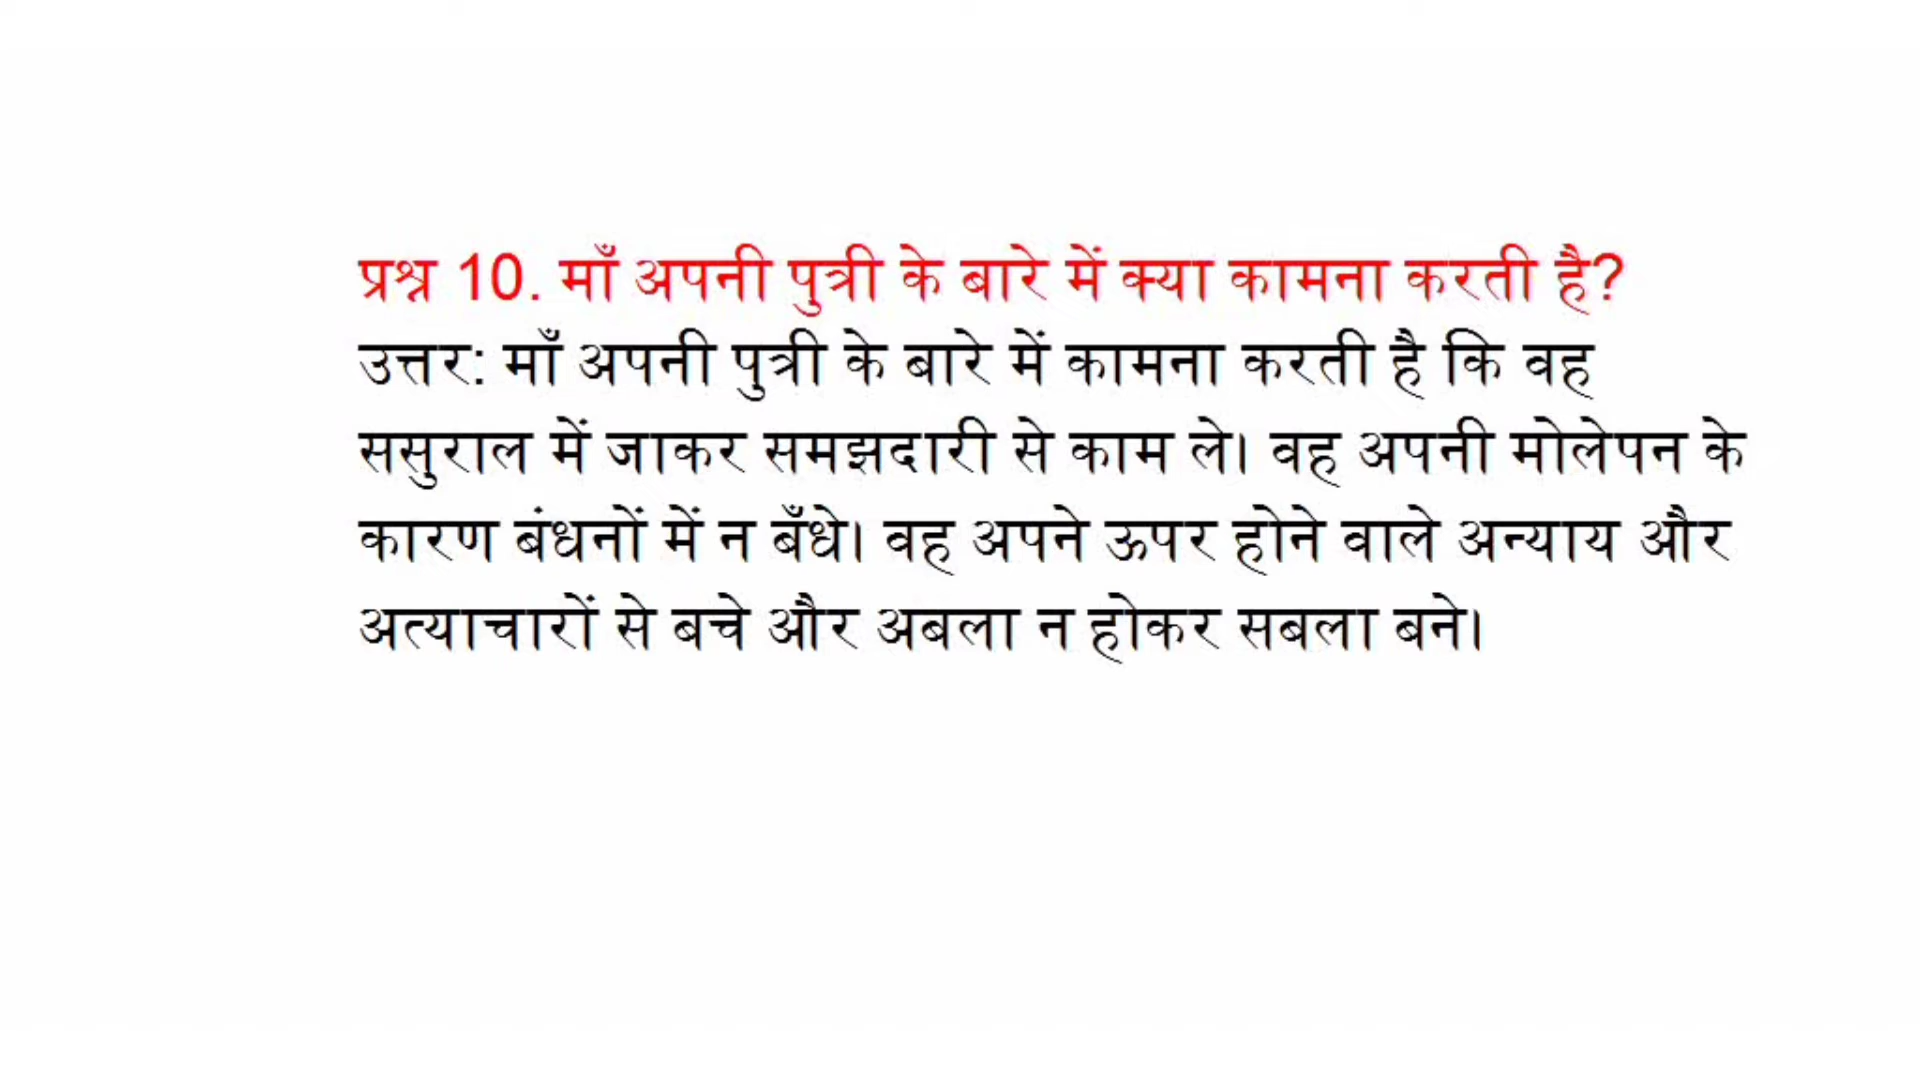 प्रश्न 10. माँ अपनी पुत्री के बारे में क्या कामना करती है?
उत्तर: माँ अपनी पुत्री के बारे में कामना करती है कि वह
ससुराल में जाकर समझदारी से काम ले। वह अपनी मोलेपन के
कारण बंधनों में न बँधे। वह अपने ऊपर होने वाले अन्याय और
अत्याचारों से बचे और अबला न होकर सबला बने।